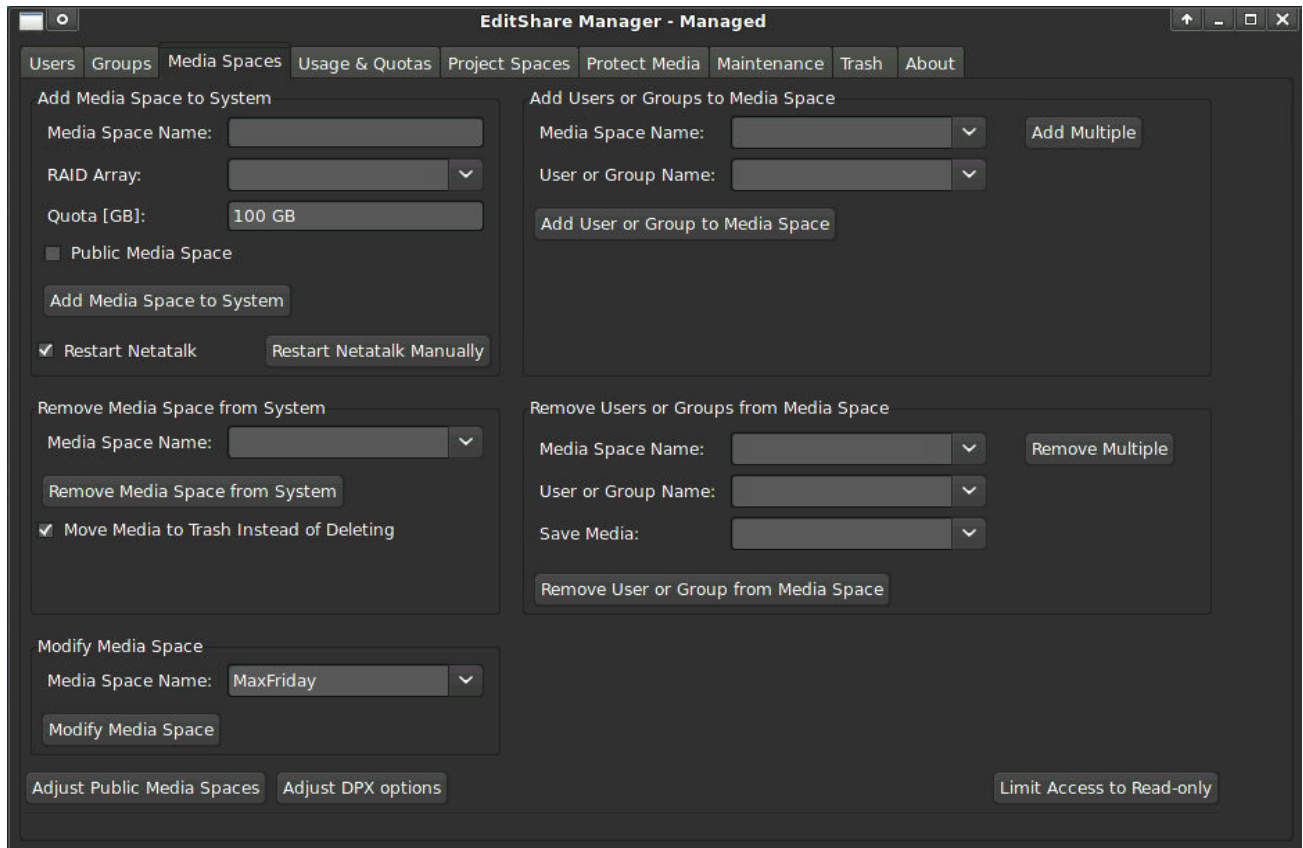 EditShare Manager - Managed
Users Groups Media Spaces Usage & Quotas Project Spaces Protect Media Maintenance Trash About
Add Media Space to System
Media Space Name:
RAID Array:
Quota [GB]: 100 GB
Public Media Space
Add Media Space to System
Restart Netatalk Restart Netatalk Manually
Add Users or Groups to Media Space
Media Space Name: Add Multiple
User or Group Name:
Add User or Group to Media Space
Remove Media Space from System
Media Space Name:
Remove Media Space from System
Move Media to Trash Instead of Deleting
Remove Users or Groups from Media Space
Media Space Name: Remove Multiple
User or Group Name:
Save Media:
Remove User or Group from Media Space
Modify Media Space
Media Space Name: MaxFriday
Modify Media Space
Adjust Public Media Spaces Adjust DPX options Limit Access to Read-only